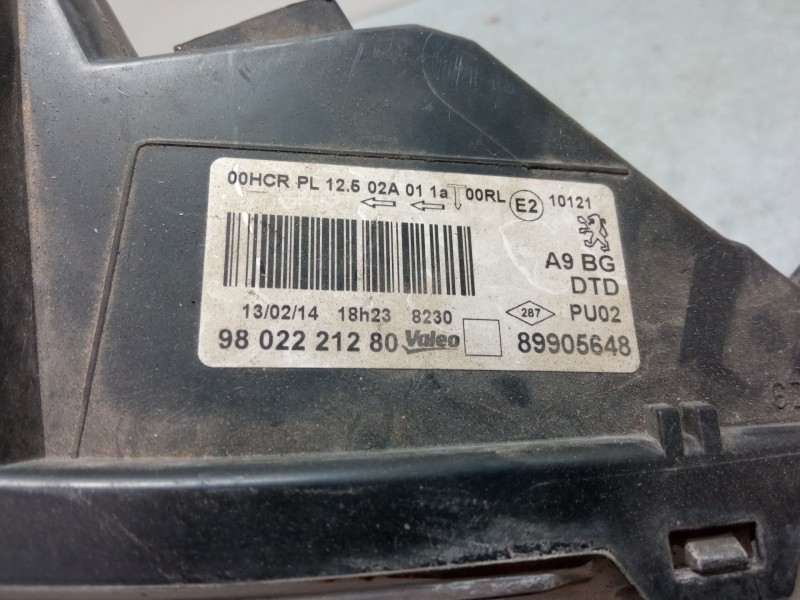 00HCR PL 12.5 02A 01 1a 00RL E2 10121
A9 BG
DTD
13/02/14 18h23 8230 287 PU02
98 022 212 80 Valeo 89905648